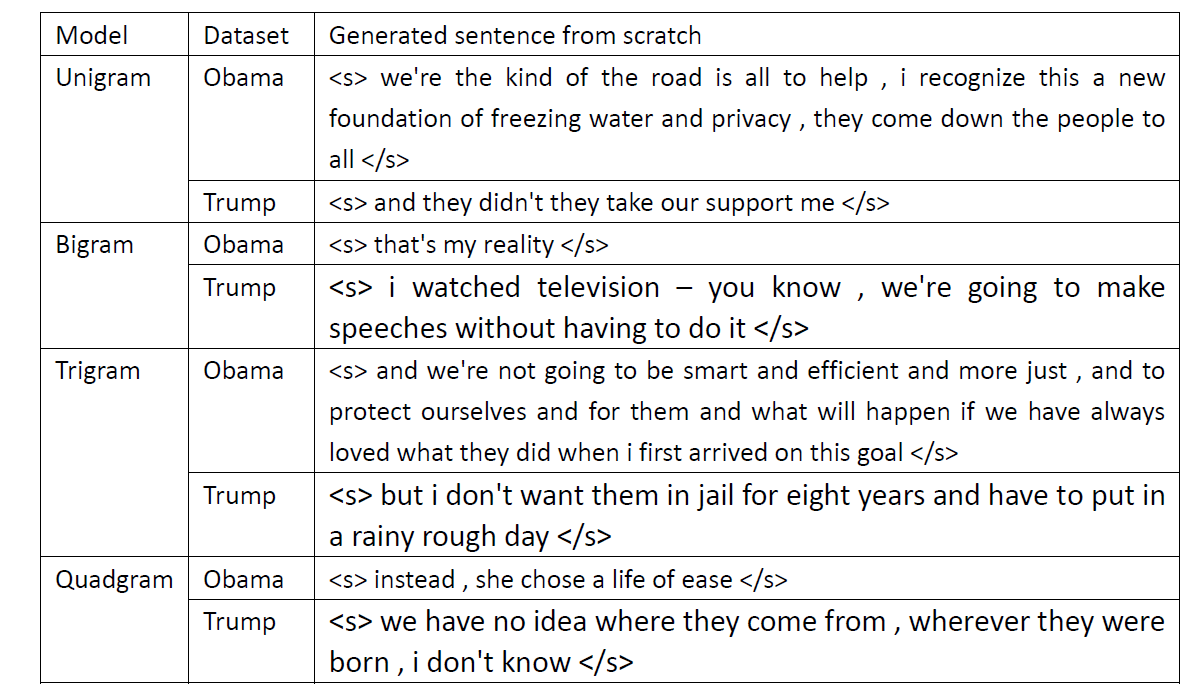 Model Dataset Generated sentence from scratch
Unigram Obama <s> we're the kind of the road is all to help , i recognize this a new
foundation of freezing water and privacy , they come down the people to
all </s>
Trump <s> and they didn't they take our support me </s>
Bigram Obama <s> that's my reality </s>
Trump <s> i watched television – you know , we're going to make
speeches without having to do it </s>
Trigram Obama <s> and we're not going to be smart and efficient and more just , and to
protect ourselves and for them and what will happen if we have always
loved what they did when i first arrived on this goal </s>
Trump <s> but i don't want them in jail for eight years and have to put in
a rainy rough day </s>
Quadgram Obama <s> instead , she chose a life of ease </s>
Trump <s> we have no idea where they come from , wherever they were
born , i don't know </s>